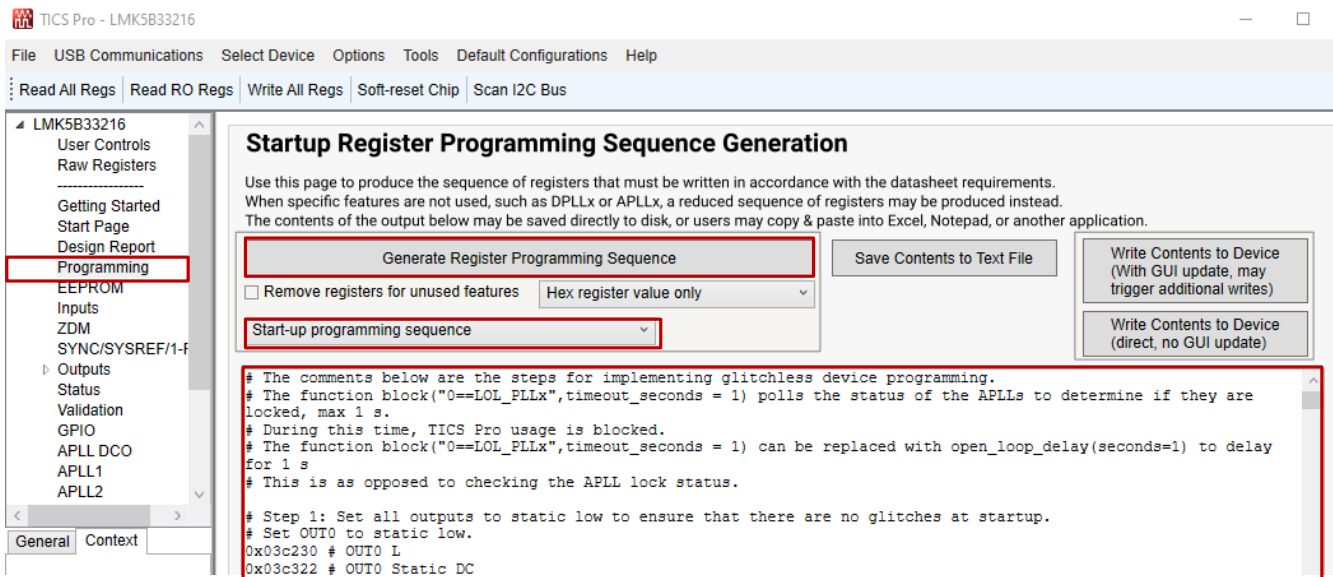 TICS Pro - LMK5B33216
File USB Communications Select Device Options Tools Default Configurations Help
Read All Regs Read RO Regs Write All Regs Soft-reset Chip Scan I2C Bus
LMK5B33216
User Controls
Raw Registers
-----------------
Getting Started
Start Page
Design Report
Programming
EEPROM
Inputs
ZDM
SYNC/SYSREF/1-F
Outputs
Status
Validation
GPIO
APLL DCO
APLL1
APLL2
General Context
Startup Register Programming Sequence Generation
Use this page to produce the sequence of registers that must be written in accordance with the datasheet requirements.
When specific features are not used, such as DPLLx or APLLx, a reduced sequence of registers may be produced instead.
The contents of the output below may be saved directly to disk, or users may copy & paste into Excel, Notepad, or another application.
Generate Register Programming Sequence
Remove registers for unused features Hex register value only
Start-up programming sequence
Save Contents to Text File
Write Contents to Device
(With GUI update, may
trigger additional writes)
Write Contents to Device
(direct, no GUI update)
# The comments below are the steps for implementing glitchless device programming.
# The function block("0==LOL_PLLx",timeout_seconds = 1) polls the status of the APLLs to determine if they are
locked, max 1 s.
# During this time, TICS Pro usage is blocked.
# The function block("0==LOL_PLLx",timeout_seconds = 1) can be replaced with open_loop_delay(seconds=1) to delay
for 1 s
# This is as opposed to checking the APLL lock status.
# Step 1: Set all outputs to static low to ensure that there are no glitches at startup.
# Set OUT0 to static low.
0x03c230 # OUT0 L
0x03c322 # OUT0 Static DC